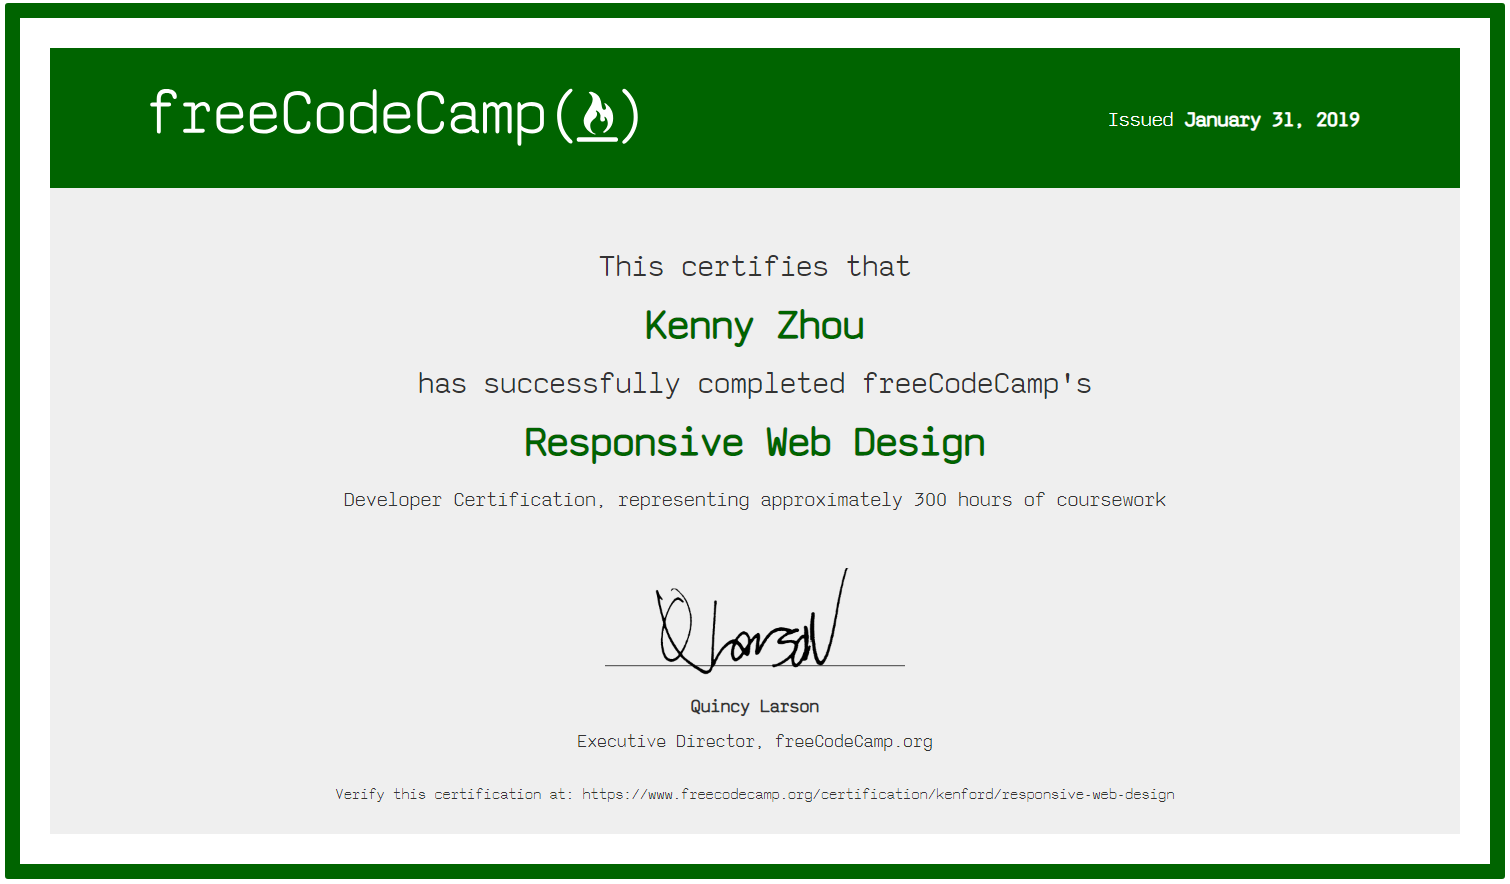 freeCodeCamp(🔥)
Issued January 31, 2019
This certifies that
Kenny Zhou
has successfully completed freeCodeCamp's
Responsive Web Design
Developer Certification, representing approximately 300 hours of coursework
Q Larson
Quincy Larson
Executive Director, freeCodeCamp.org
Verify this certification at: https://www.freecodecamp.org/certification/kenford/responsive-web-design